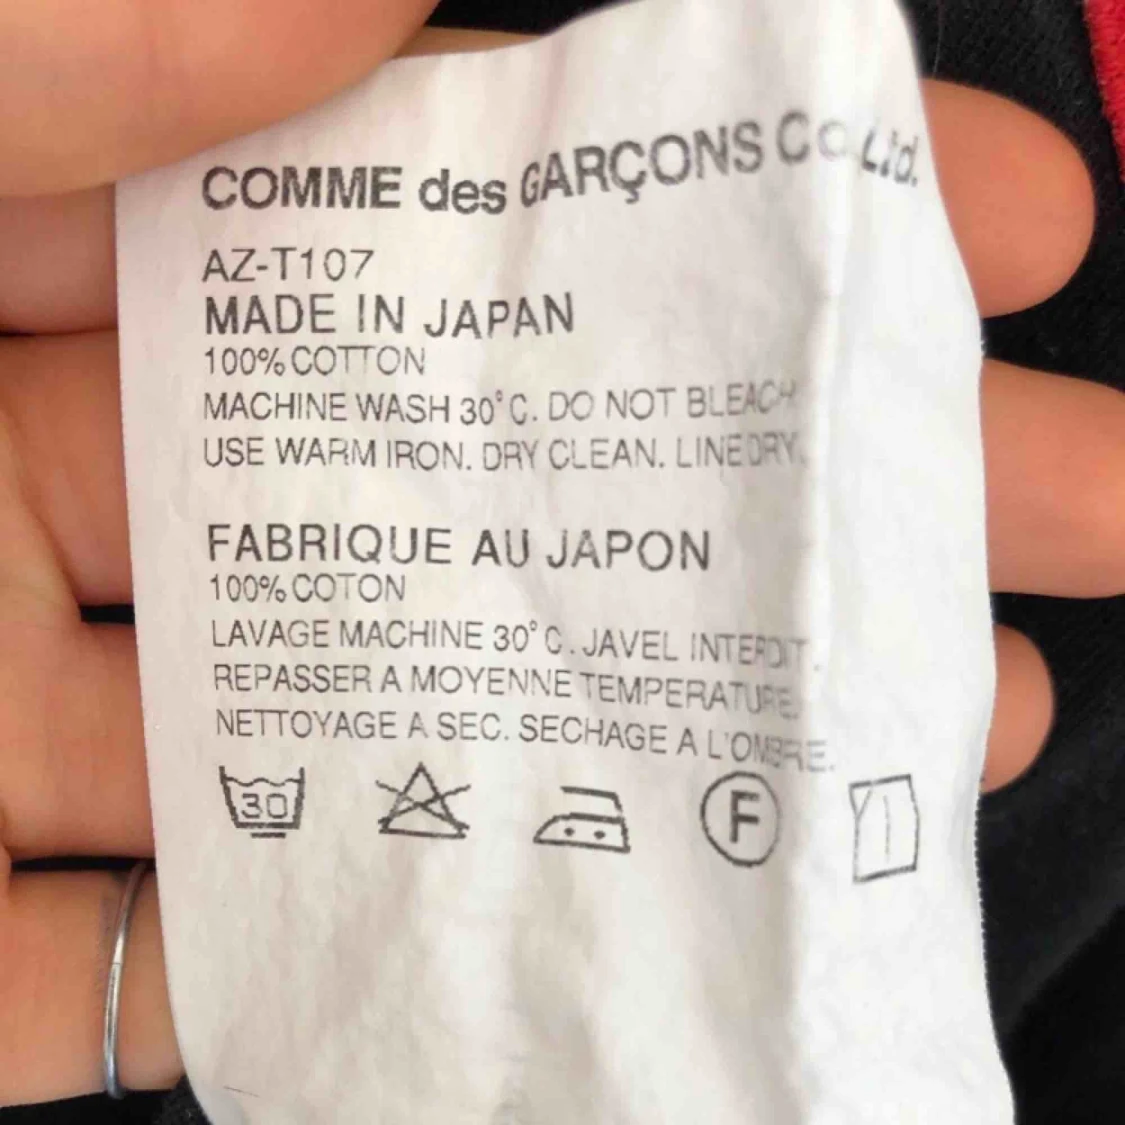 COMME des GARÇONS Co. Ltd.
AZ-T107
MADE IN JAPAN
100% COTTON
MACHINE WASH 30°C. DO NOT BLEACH
USE WARM IRON. DRY CLEAN. LINE DRY.
FABRIQUE AU JAPON
100% COTON
LAVAGE MACHINE 30°C. JAVEL INTERDIT.
REPASSER A MOYENNE TEMPERATURE.
NETTOYAGE A SEC. SECHAGE A L'OMBRE.
30 F